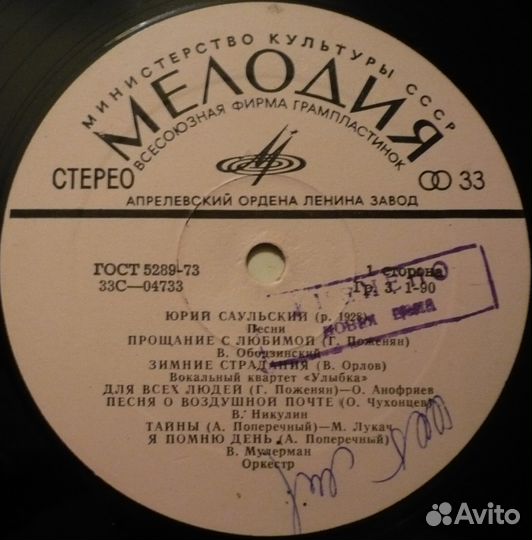 МИНИСТЕРСТВО КУЛЬТУРЫ СССР
МЕЛОДИЯ
ВСЕСОЮЗНАЯ ФИРМА ГРАМПЛАСТИНОК
СТЕРЕО
33
АПРЕЛЕВСКИЙ ОРДЕНА ЛЕНИНА ЗАВОД
ГОСТ 5289-73
1 сторона
33С—04733
Гр. 3. 1-90
НОВАЯ ЦЕНА
ЮРИЙ САУЛЬСКИЙ (р. 1928)
Песни
ПРОЩАНИЕ С ЛЮБИМОЙ (Г. Поженян)
В. Ободзинский
ЗИМНИЕ СТРАДАНИЯ (В. Орлов)
Вокальный квартет «Улыбка»
ДЛЯ ВСЕХ ЛЮДЕЙ (Г. Поженян)—О. Анофриев
ПЕСНЯ О ВОЗДУШНОЙ ПОЧТЕ (О. Чухонцев)
В. Никулин
ТАЙНЫ (А. Поперечный)—М. Лукач
Я ПОМНЮ ДЕНЬ (А. Поперечный)
В. Мулерман
Оркестр
Avito